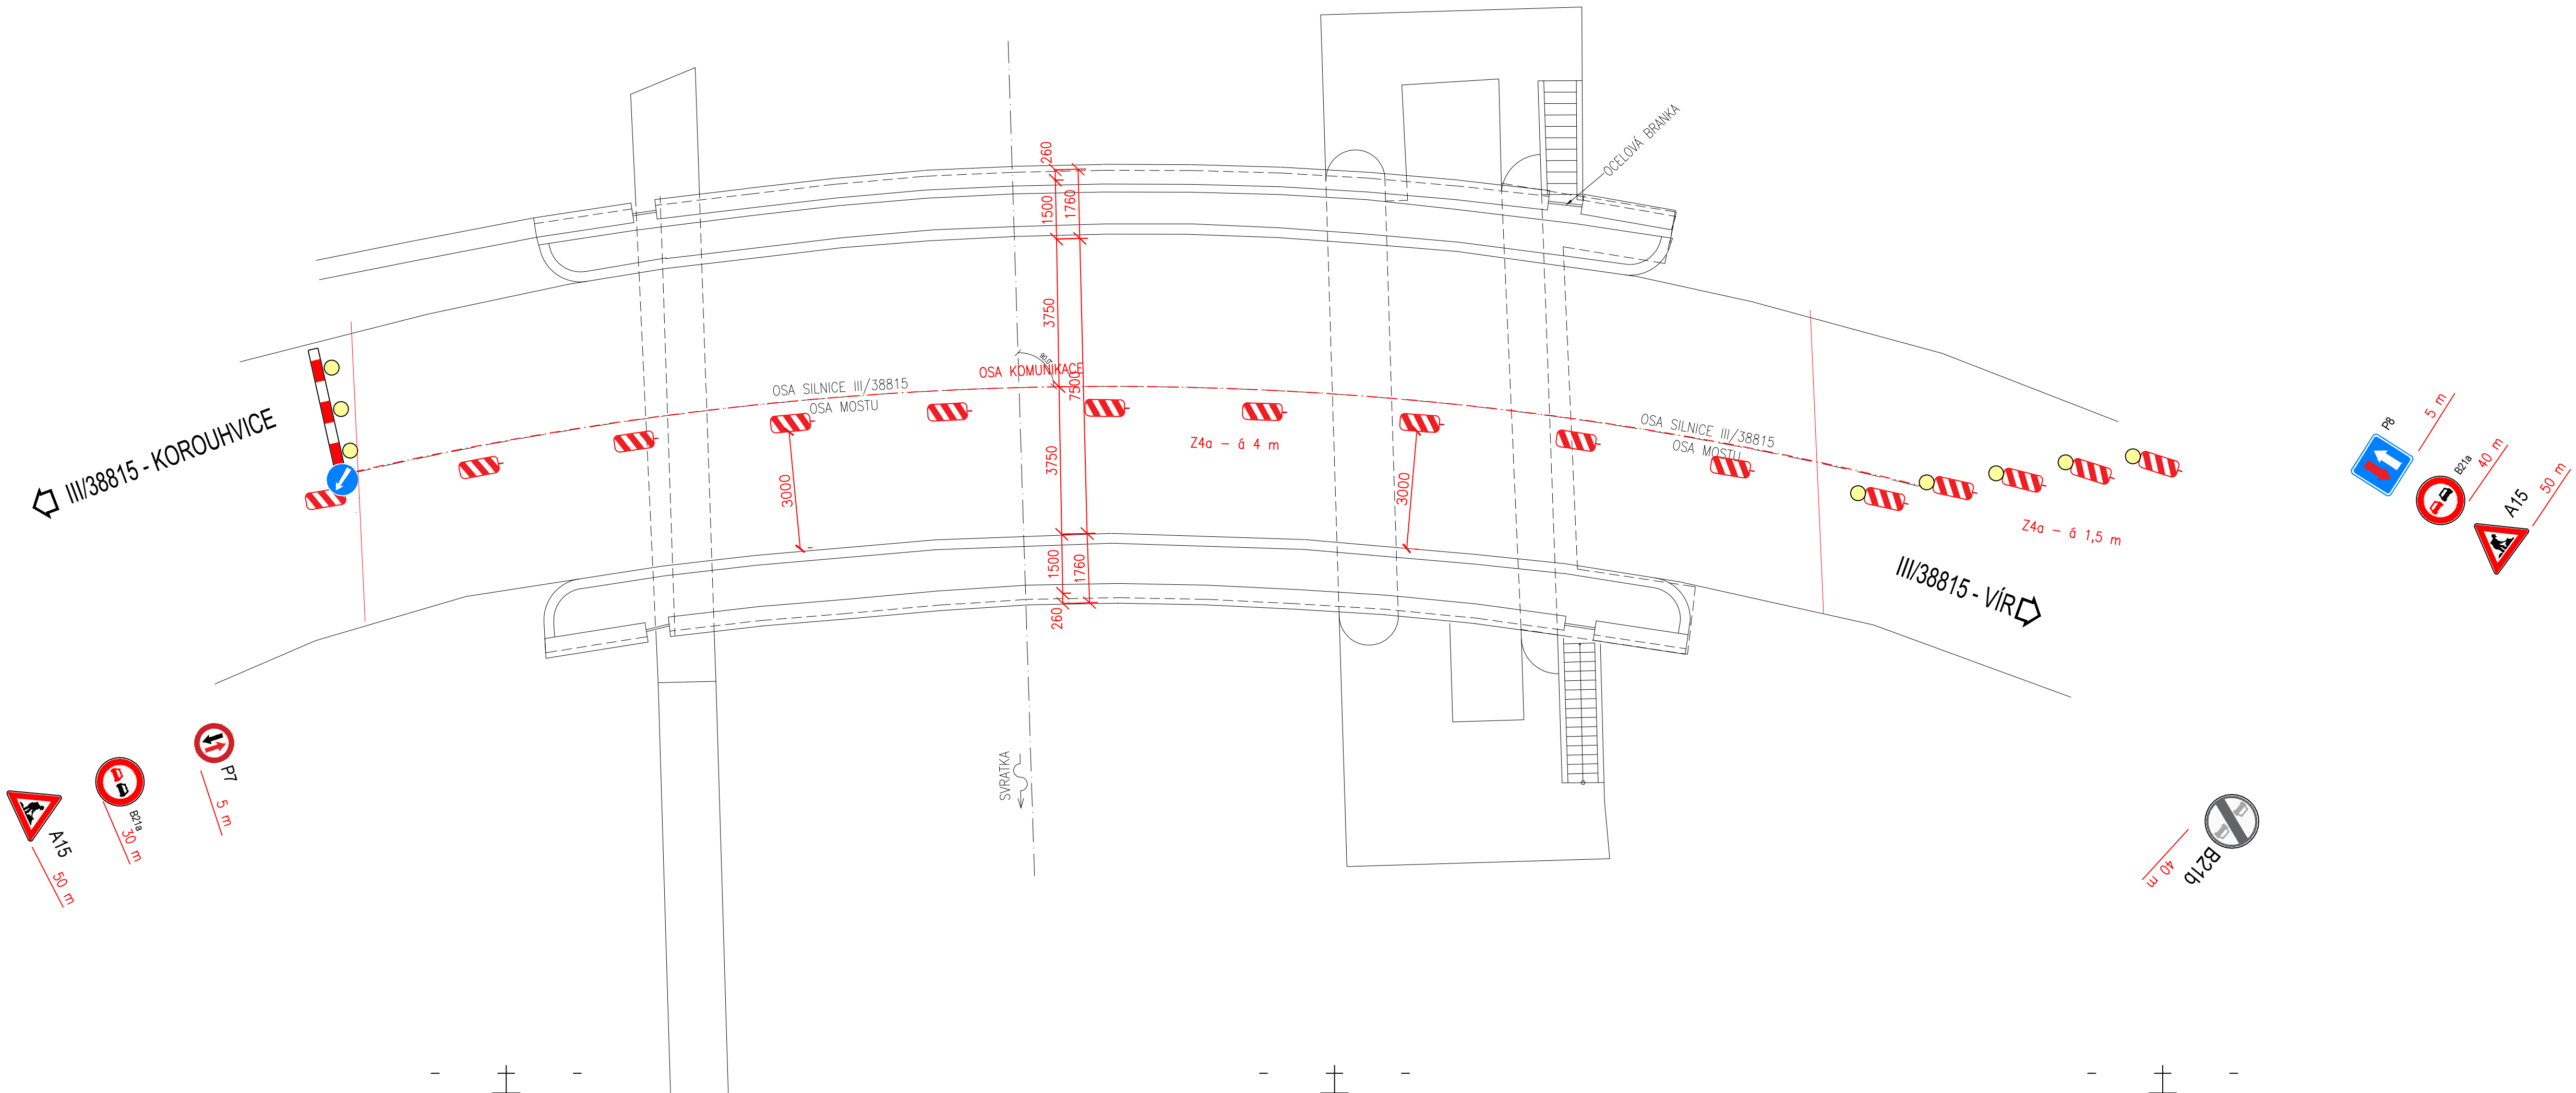 260
1500
1760
OCELOVÁ BRANKA
3750
90.0
OSA KOMUNIKACE
7500
OSA SILNICE III/38815
OSA MOSTU
III/38815 - KOROUHVICE
3000
3750
Z4a - á 4 m
3000
OSA SILNICE III/38815
OSA MOSTU
P8
5 m
B21a
40 m
A15
50 m
Z4a - á 1,5 m
III/38815 - VÍR
1500
1760
260
SVRATKA
P7
5 m
B21a
30 m
A15
50 m
B21b
40 m